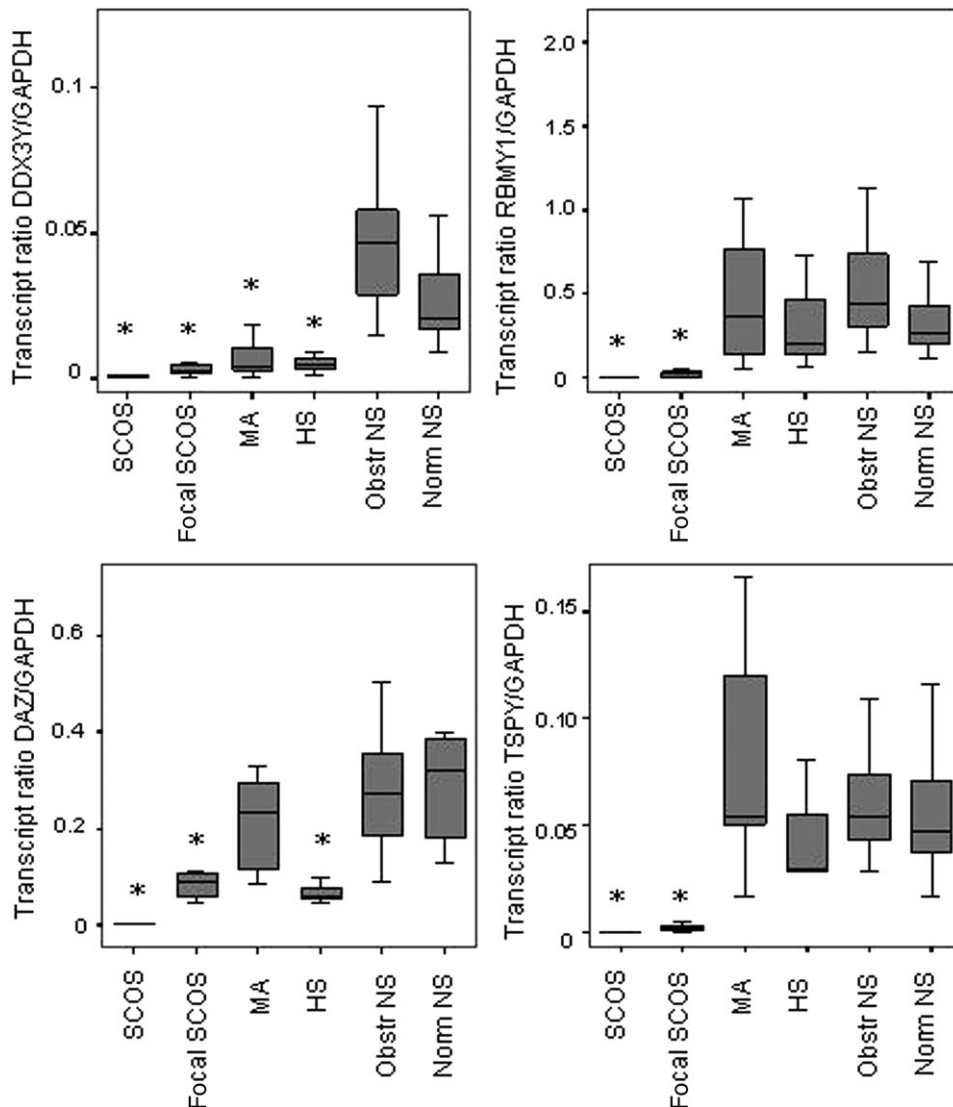 Transcript ratio DDX3Y/GAPDH
0.1
0.05
0
*
*
*
*
SCOS
Focal SCOS
MA
HS
Obstr NS
Norm NS
Transcript ratio RBMY1/GAPDH
2.0
1.5
1.0
0.5
0
*
*
SCOS
Focal SCOS
MA
HS
Obstr NS
Norm NS
Transcript ratio DAZ/GAPDH
0.6
0.4
0.2
0
*
*
*
SCOS
Focal SCOS
MA
HS
Obstr NS
Norm NS
Transcript ratio TSPY/GAPDH
0.15
0.10
0.05
0
*
*
SCOS
Focal SCOS
MA
HS
Obstr NS
Norm NS